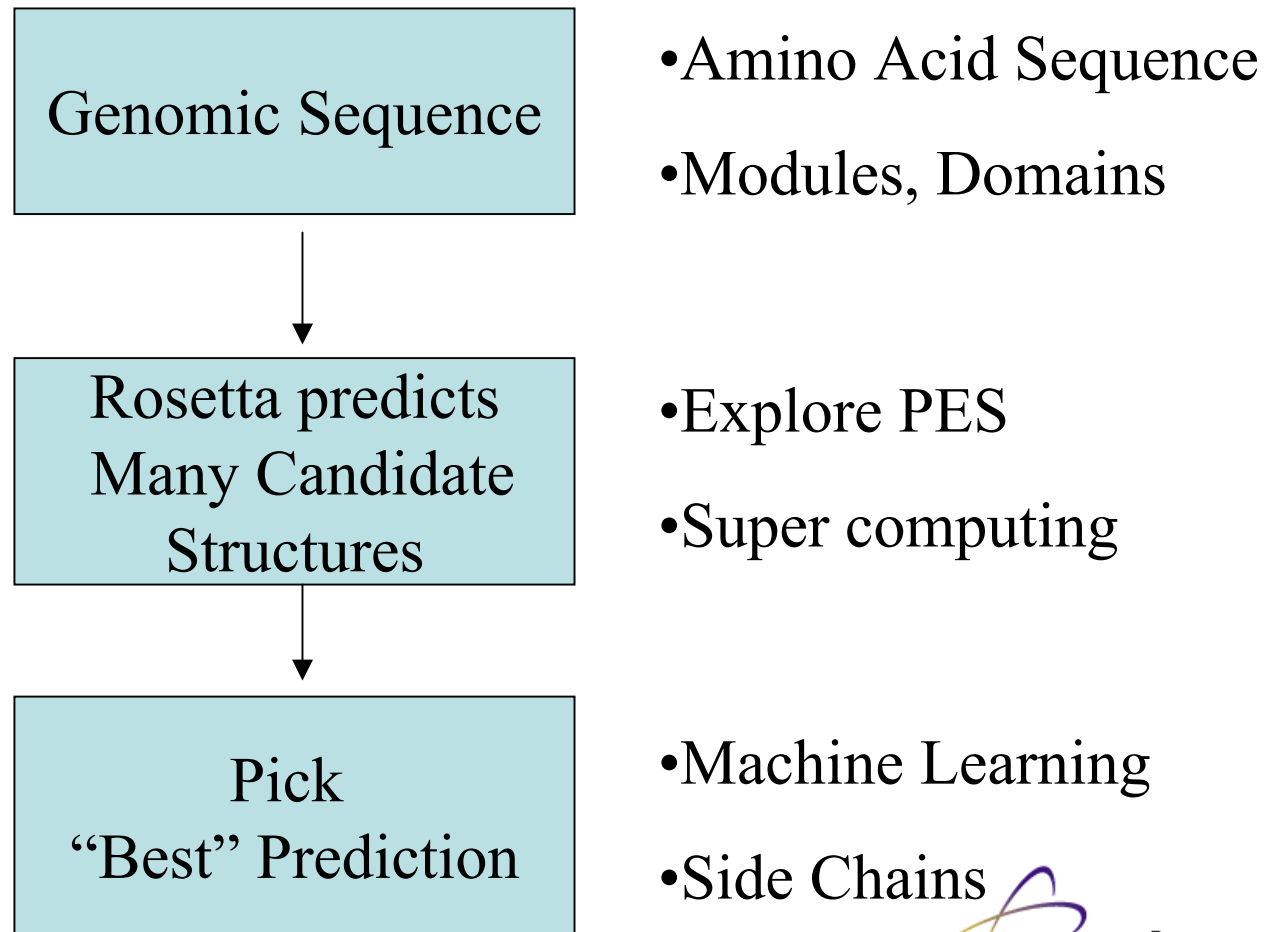 Genomic Sequence
•Amino Acid Sequence
•Modules, Domains
Rosetta predicts
Many Candidate
Structures
•Explore PES
•Super computing
Pick
“Best” Prediction
•Machine Learning
•Side Chains